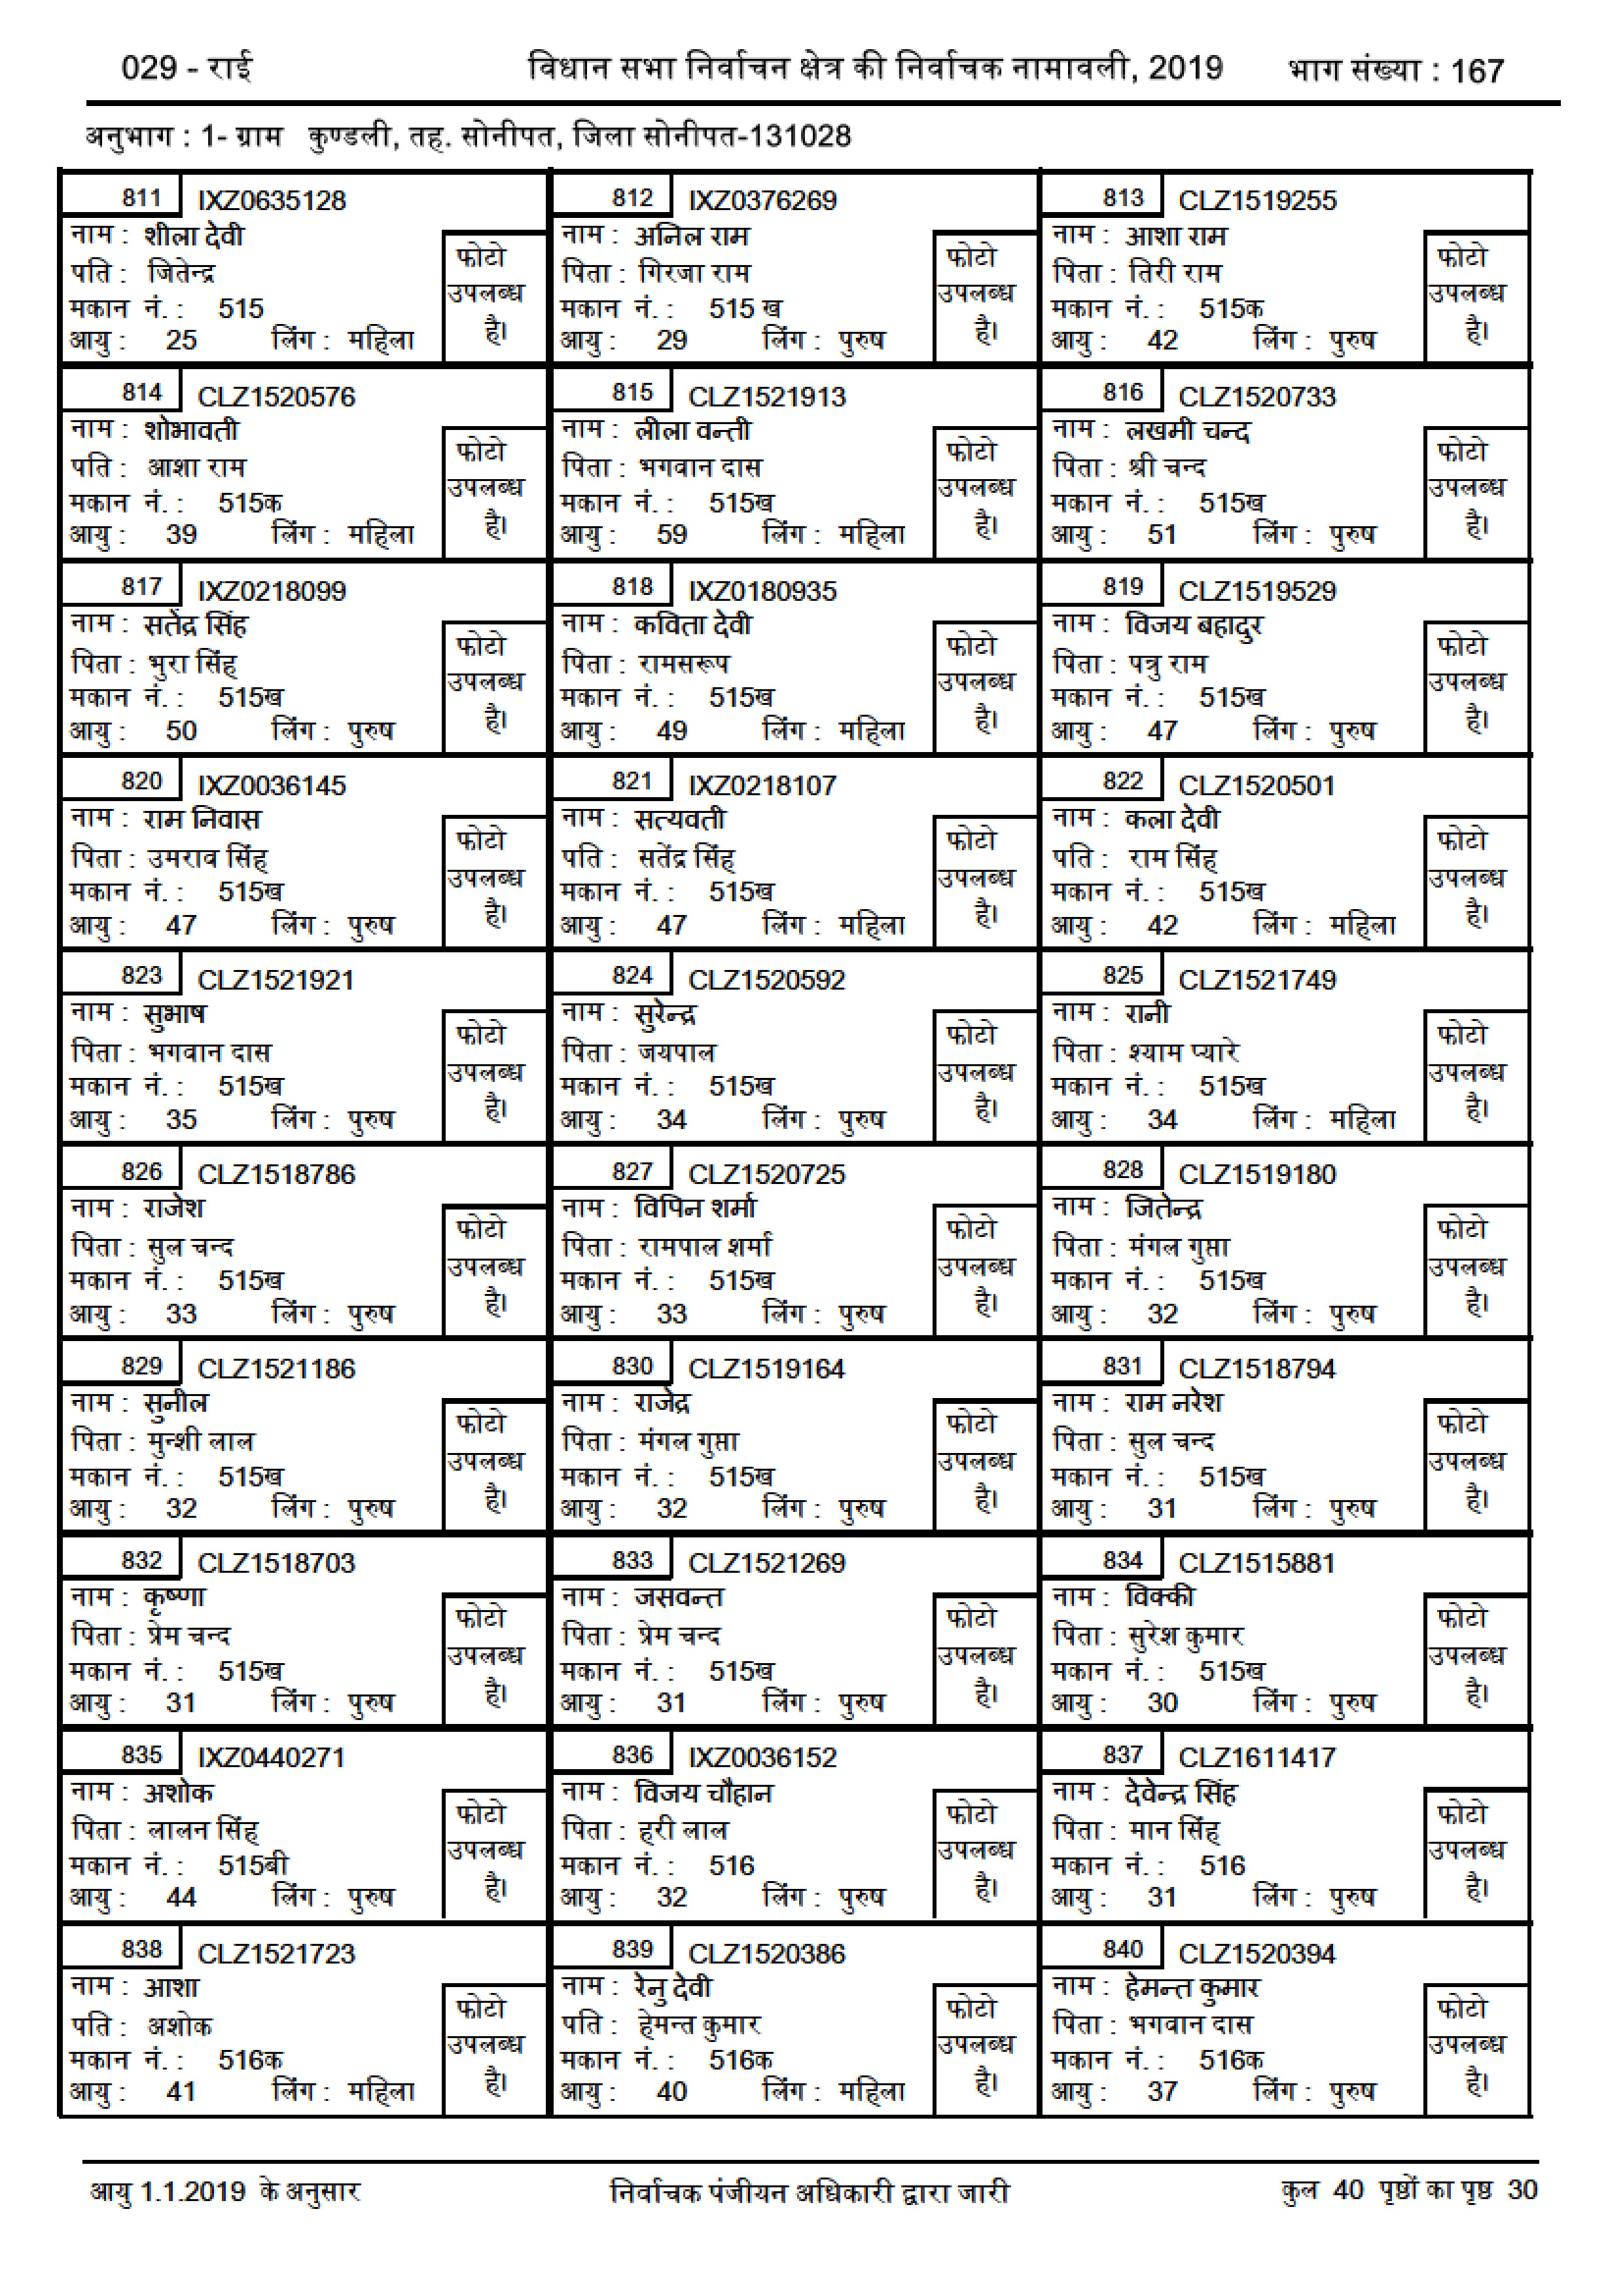 029 - राई विधान सभा निर्वाचन क्षेत्र की निर्वाचक नामावली, 2019 भाग संख्या : 167
अनुभाग : 1- ग्राम कुण्डली, तह. सोनीपत, जिला सोनीपत-131028
811 IXZ0635128
नाम : शीला देवी
पति : जितेन्द्र
मकान नं. : 515
आयु : 25 लिंग : महिला
फोटो
उपलब्ध
है।
812 IXZ0376269
नाम : अनिल राम
पिता : गिरजा राम
मकान नं. : 515 ख
आयु : 29 लिंग : पुरुष
फोटो
उपलब्ध
है।
813 CLZ1519255
नाम : आशा राम
पिता : तिरी राम
मकान नं. : 515क
आयु : 42 लिंग : पुरुष
फोटो
उपलब्ध
है।
814 CLZ1520576
नाम : शोभावती
पति : आशा राम
मकान नं. : 515क
आयु : 39 लिंग : महिला
फोटो
उपलब्ध
है।
815 CLZ1521913
नाम : लीला वन्ती
पिता : भगवान दास
मकान नं. : 515ख
आयु : 59 लिंग : महिला
फोटो
उपलब्ध
है।
816 CLZ1520733
नाम : लखमी चन्द
पिता : श्री चन्द
मकान नं. : 515ख
आयु : 51 लिंग : पुरुष
फोटो
उपलब्ध
है।
817 IXZ0218099
नाम : सतेंद्र सिंह
पिता : भुरा सिंह
मकान नं. : 515ख
आयु : 50 लिंग : पुरुष
फोटो
उपलब्ध
है।
818 IXZ0180935
नाम : कविता देवी
पिता : रामसरूप
मकान नं. : 515ख
आयु : 49 लिंग : महिला
फोटो
उपलब्ध
है।
819 CLZ1519529
नाम : विजय बहादुर
पिता : पत्रु राम
मकान नं. : 515ख
आयु : 47 लिंग : पुरुष
फोटो
उपलब्ध
है।
820 IXZ0036145
नाम : राम निवास
पिता : उमराव सिंह
मकान नं. : 515ख
आयु : 47 लिंग : पुरुष
फोटो
उपलब्ध
है।
821 IXZ0218107
नाम : सत्यवती
पति : सतेंद्र सिंह
मकान नं. : 515ख
आयु : 47 लिंग : महिला
फोटो
उपलब्ध
है।
822 CLZ1520501
नाम : कला देवी
पति : राम सिंह
मकान नं. : 515ख
आयु : 42 लिंग : महिला
फोटो
उपलब्ध
है।
823 CLZ1521921
नाम : सुभाष
पिता : भगवान दास
मकान नं. : 515ख
आयु : 35 लिंग : पुरुष
फोटो
उपलब्ध
है।
824 CLZ1520592
नाम : सुरेन्द्र
पिता : जयपाल
मकान नं. : 515ख
आयु : 34 लिंग : पुरुष
फोटो
उपलब्ध
है।
825 CLZ1521749
नाम : रानी
पिता : श्याम प्यारे
मकान नं. : 515ख
आयु : 34 लिंग : महिला
फोटो
उपलब्ध
है।
826 CLZ1518786
नाम : राजेश
पिता : सुल चन्द
मकान नं. : 515ख
आयु : 33 लिंग : पुरुष
फोटो
उपलब्ध
है।
827 CLZ1520725
नाम : विपिन शर्मा
पिता : रामपाल शर्मा
मकान नं. : 515ख
आयु : 33 लिंग : पुरुष
फोटो
उपलब्ध
है।
828 CLZ1519180
नाम : जितेन्द्र
पिता : मंगल गुप्ता
मकान नं. : 515ख
आयु : 32 लिंग : पुरुष
फोटो
उपलब्ध
है।
829 CLZ1521186
नाम : सुनील
पिता : मुन्शी लाल
मकान नं. : 515ख
आयु : 32 लिंग : पुरुष
फोटो
उपलब्ध
है।
830 CLZ1519164
नाम : राजेद्र
पिता : मंगल गुप्ता
मकान नं. : 515ख
आयु : 32 लिंग : पुरुष
फोटो
उपलब्ध
है।
831 CLZ1518794
नाम : राम नरेश
पिता : सुल चन्द
मकान नं. : 515ख
आयु : 31 लिंग : पुरुष
फोटो
उपलब्ध
है।
832 CLZ1518703
नाम : कृष्णा
पिता : प्रेम चन्द
मकान नं. : 515ख
आयु : 31 लिंग : पुरुष
फोटो
उपलब्ध
है।
833 CLZ1521269
नाम : जसवन्त
पिता : प्रेम चन्द
मकान नं. : 515ख
आयु : 31 लिंग : पुरुष
फोटो
उपलब्ध
है।
834 CLZ1515881
नाम : विक्की
पिता : सुरेश कुमार
मकान नं. : 515ख
आयु : 30 लिंग : पुरुष
फोटो
उपलब्ध
है।
835 IXZ0440271
नाम : अशोक
पिता : लालन सिंह
मकान नं. : 515बी
आयु : 44 लिंग : पुरुष
फोटो
उपलब्ध
है।
836 IXZ0036152
नाम : विजय चौहान
पिता : हरी लाल
मकान नं. : 516
आयु : 32 लिंग : पुरुष
फोटो
उपलब्ध
है।
837 CLZ1611417
नाम : देवेन्द्र सिंह
पिता : मान सिंह
मकान नं. : 516
आयु : 31 लिंग : पुरुष
फोटो
उपलब्ध
है।
838 CLZ1521723
नाम : आशा
पति : अशोक
मकान नं. : 516क
आयु : 41 लिंग : महिला
फोटो
उपलब्ध
है।
839 CLZ1520386
नाम : रेनु देवी
पति : हेमन्त कुमार
मकान नं. : 516क
आयु : 40 लिंग : महिला
फोटो
उपलब्ध
है।
840 CLZ1520394
नाम : हेमन्त कुमार
पिता : भगवान दास
मकान नं. : 516क
आयु : 37 लिंग : पुरुष
फोटो
उपलब्ध
है।
आयु 1.1.2019 के अनुसार निर्वाचक पंजीयन अधिकारी द्वारा जारी कुल 40 पृष्ठों का पृष्ठ 30